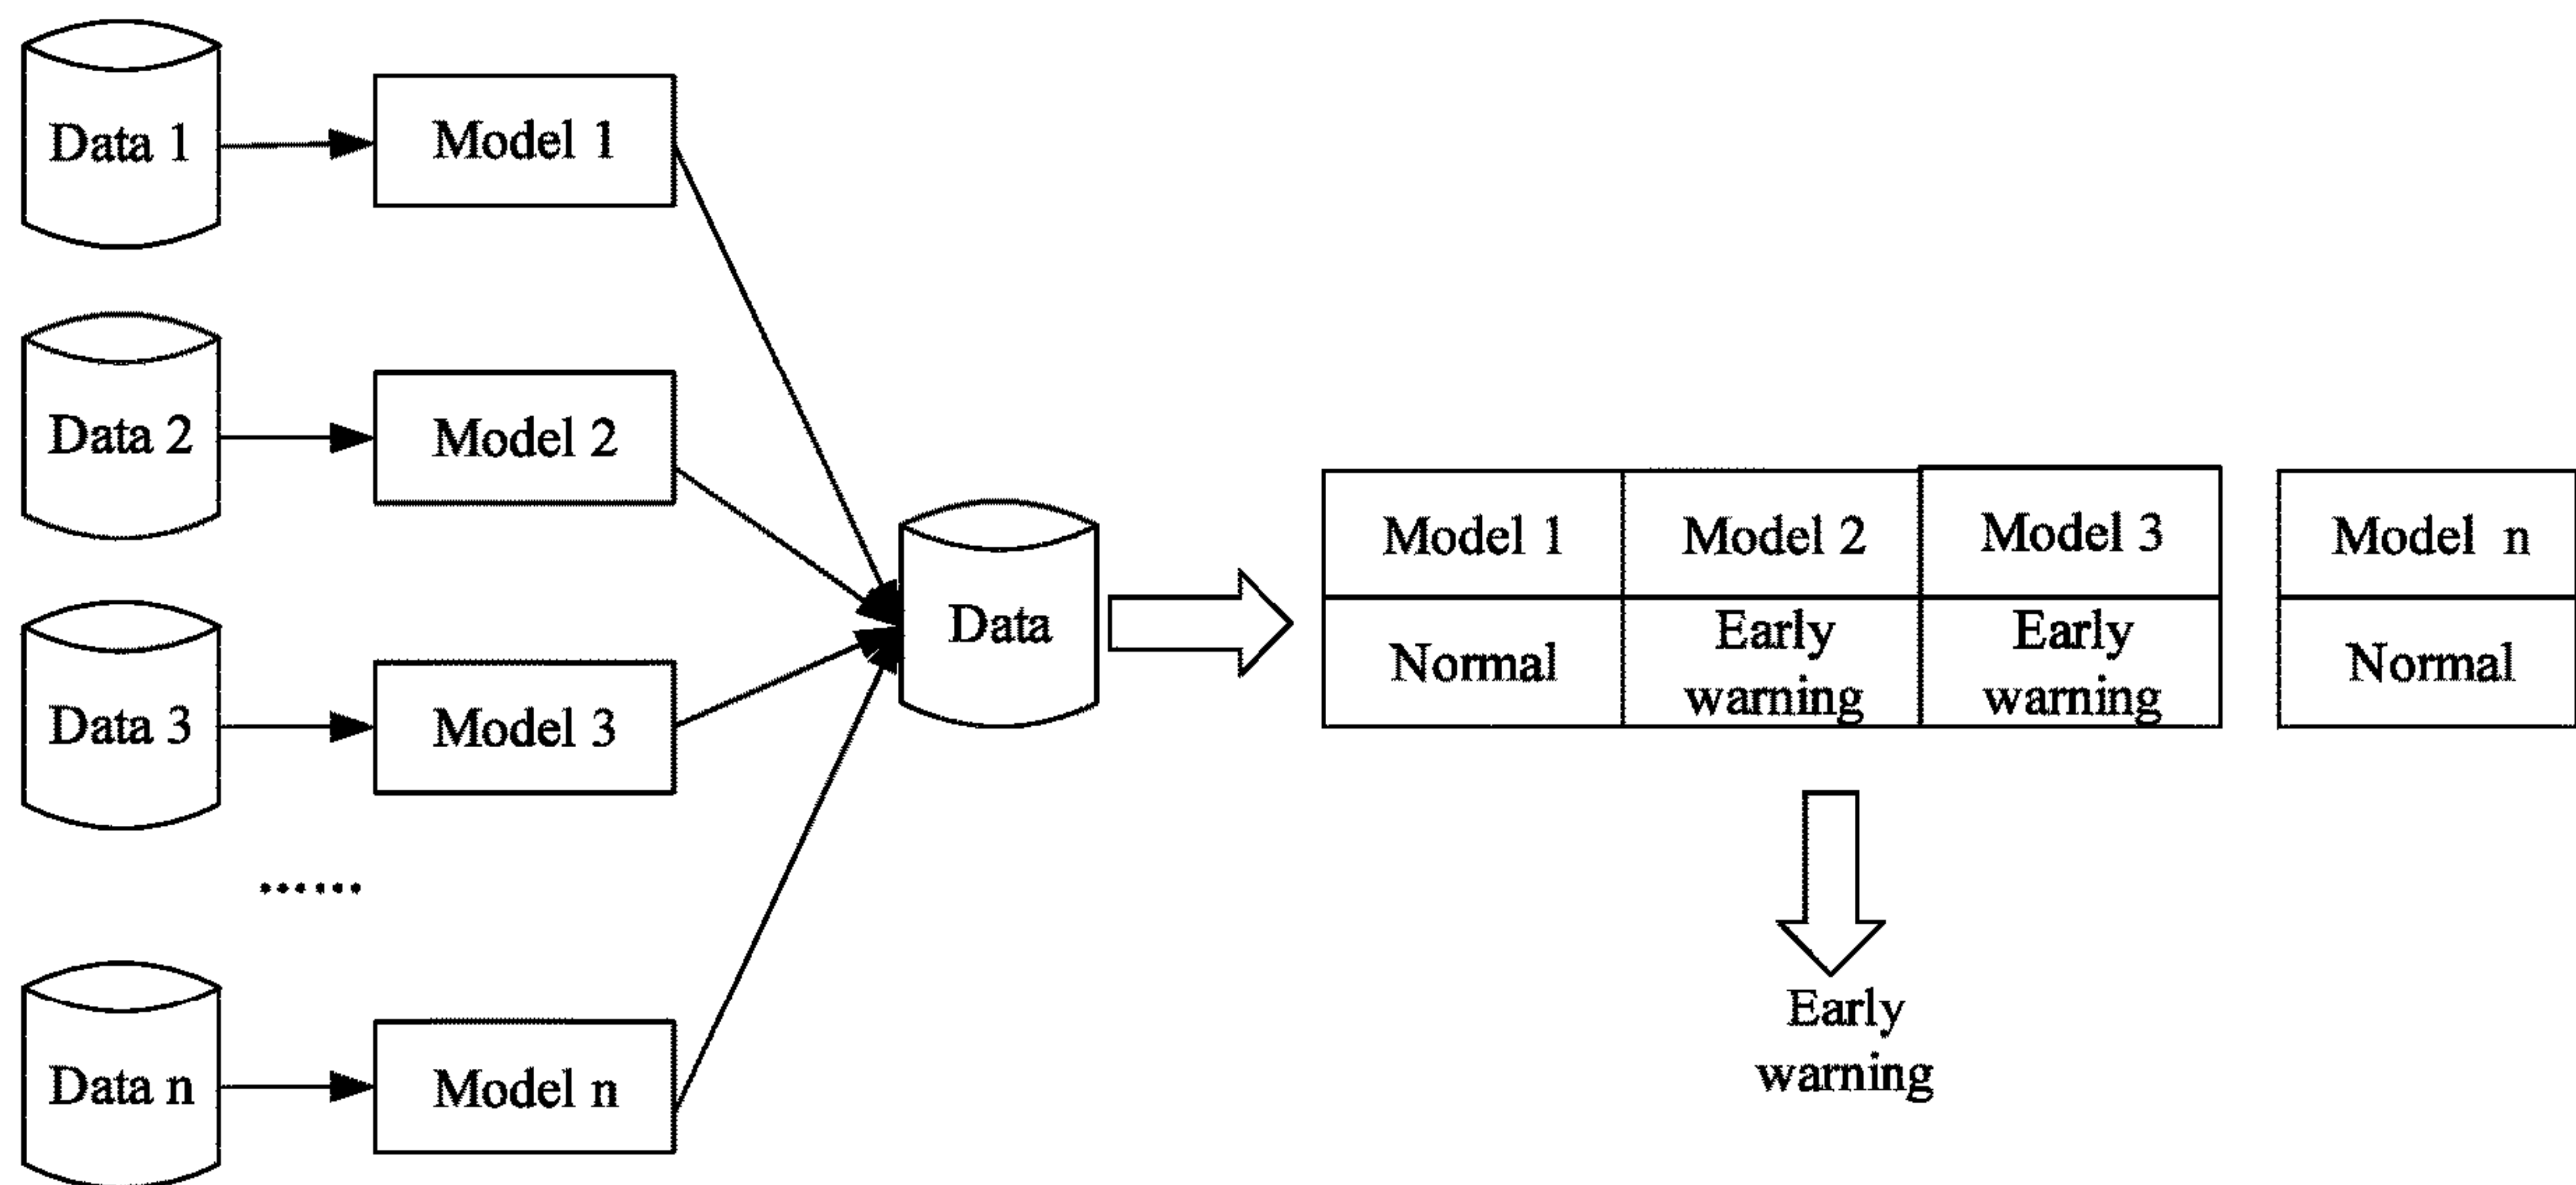 Data 1
Model 1
Data 2
Model 2
Data 3
Model 3
......
Data n
Model n
Data
Model 1
Model 2
Model 3
Model n
Normal
Early
warning
Early
warning
Normal
Early
warning